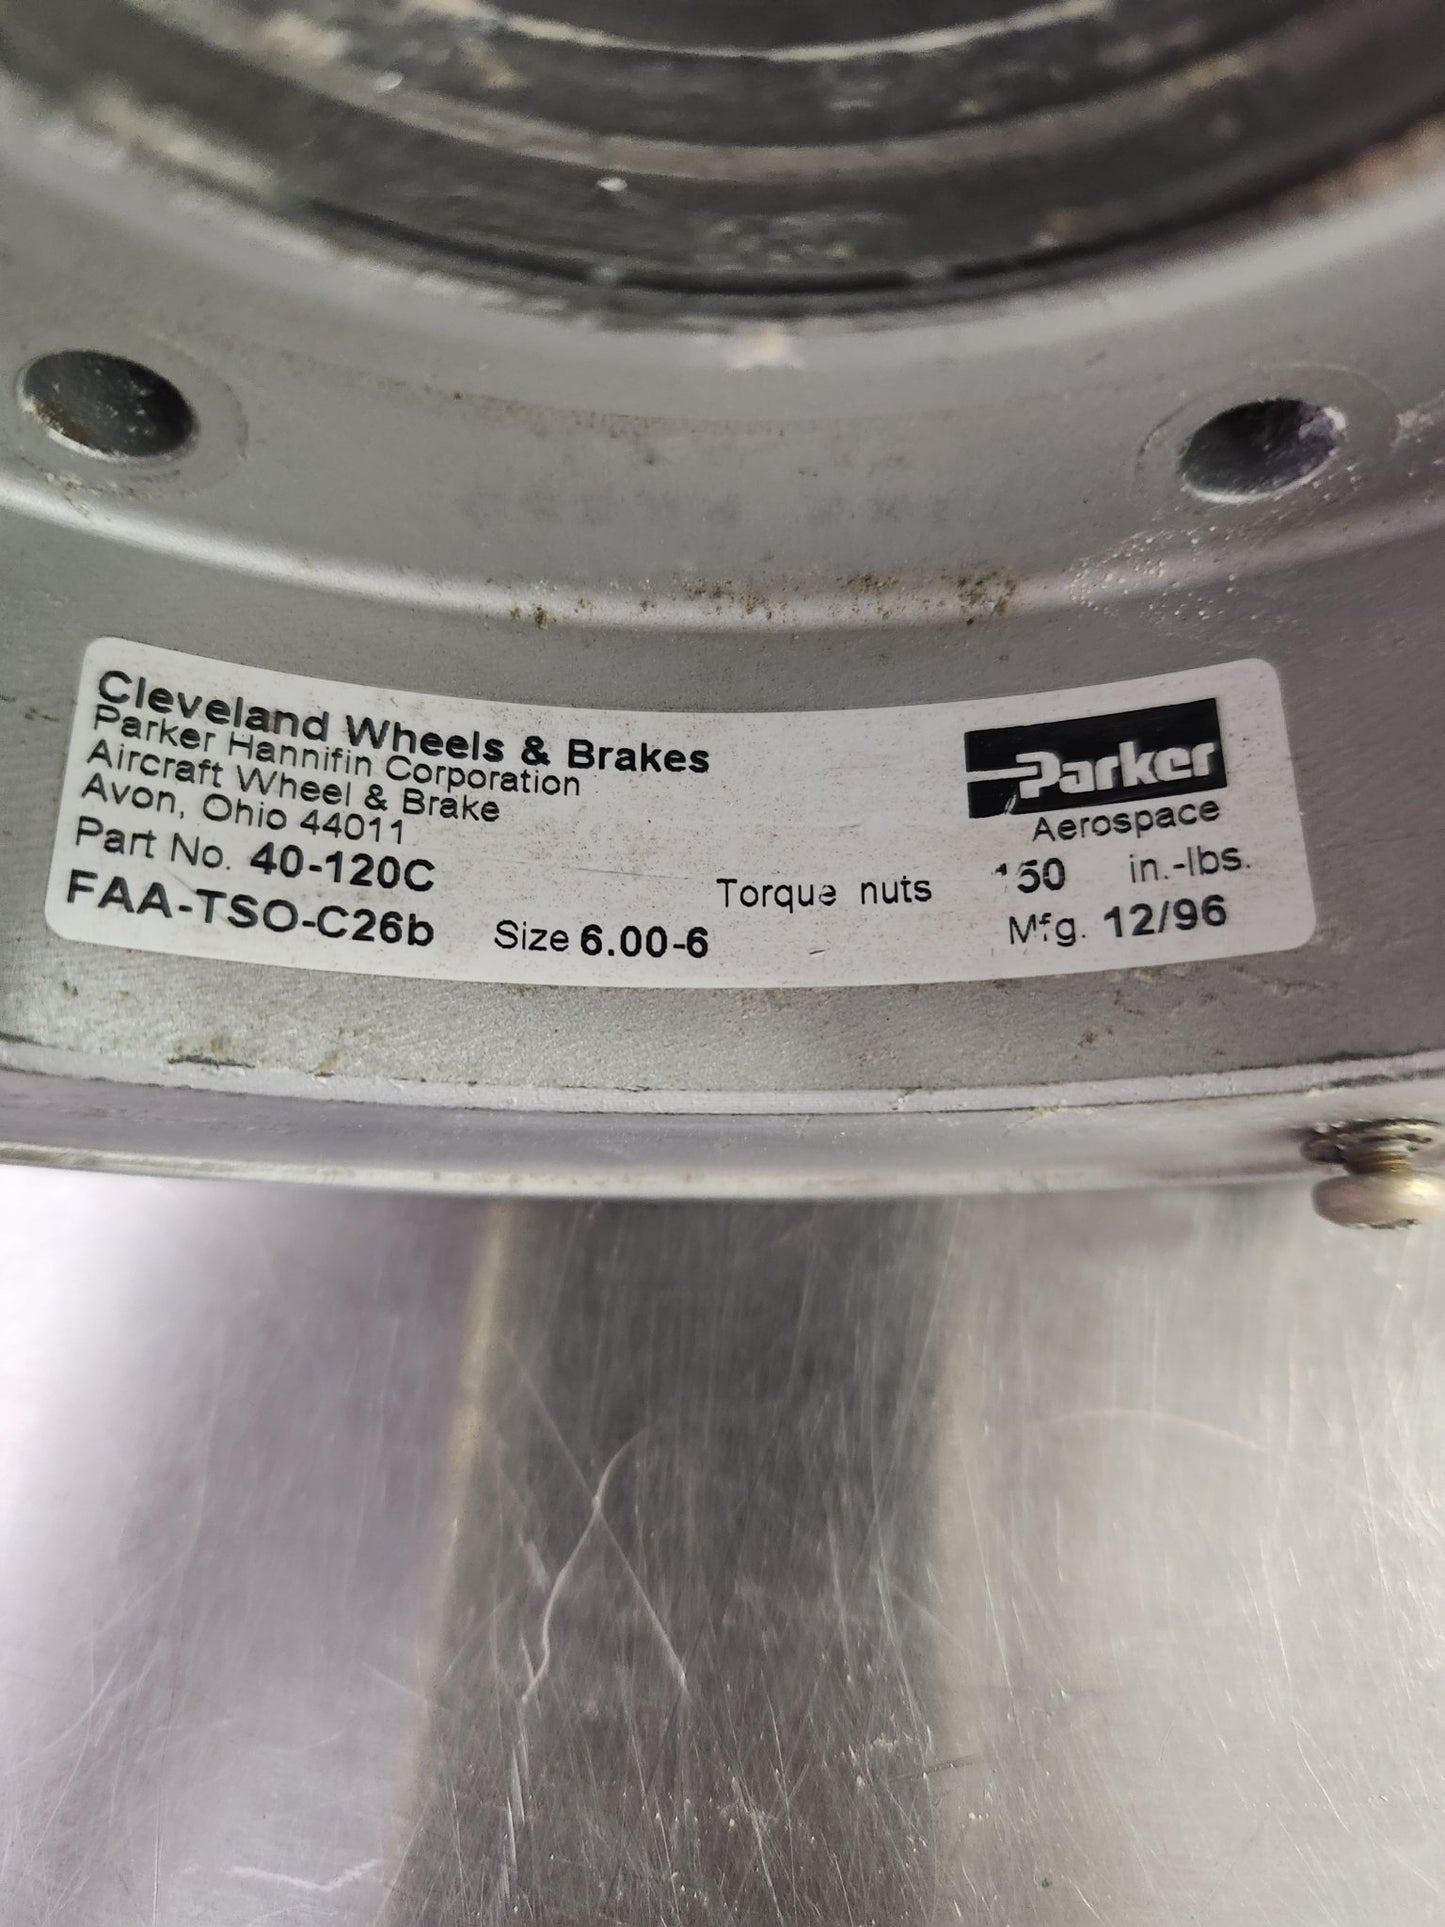 Cleveland Wheels & Brakes
Parker Hannifin Corporation
Aircraft Wheel & Brake
Avon, Ohio 44011
Part No. 40-120C
FAA-TSO-C26b
Size 6.00-6
Parker
Aerospace
Torque nuts 150 in.-lbs.
Mfg. 12/96